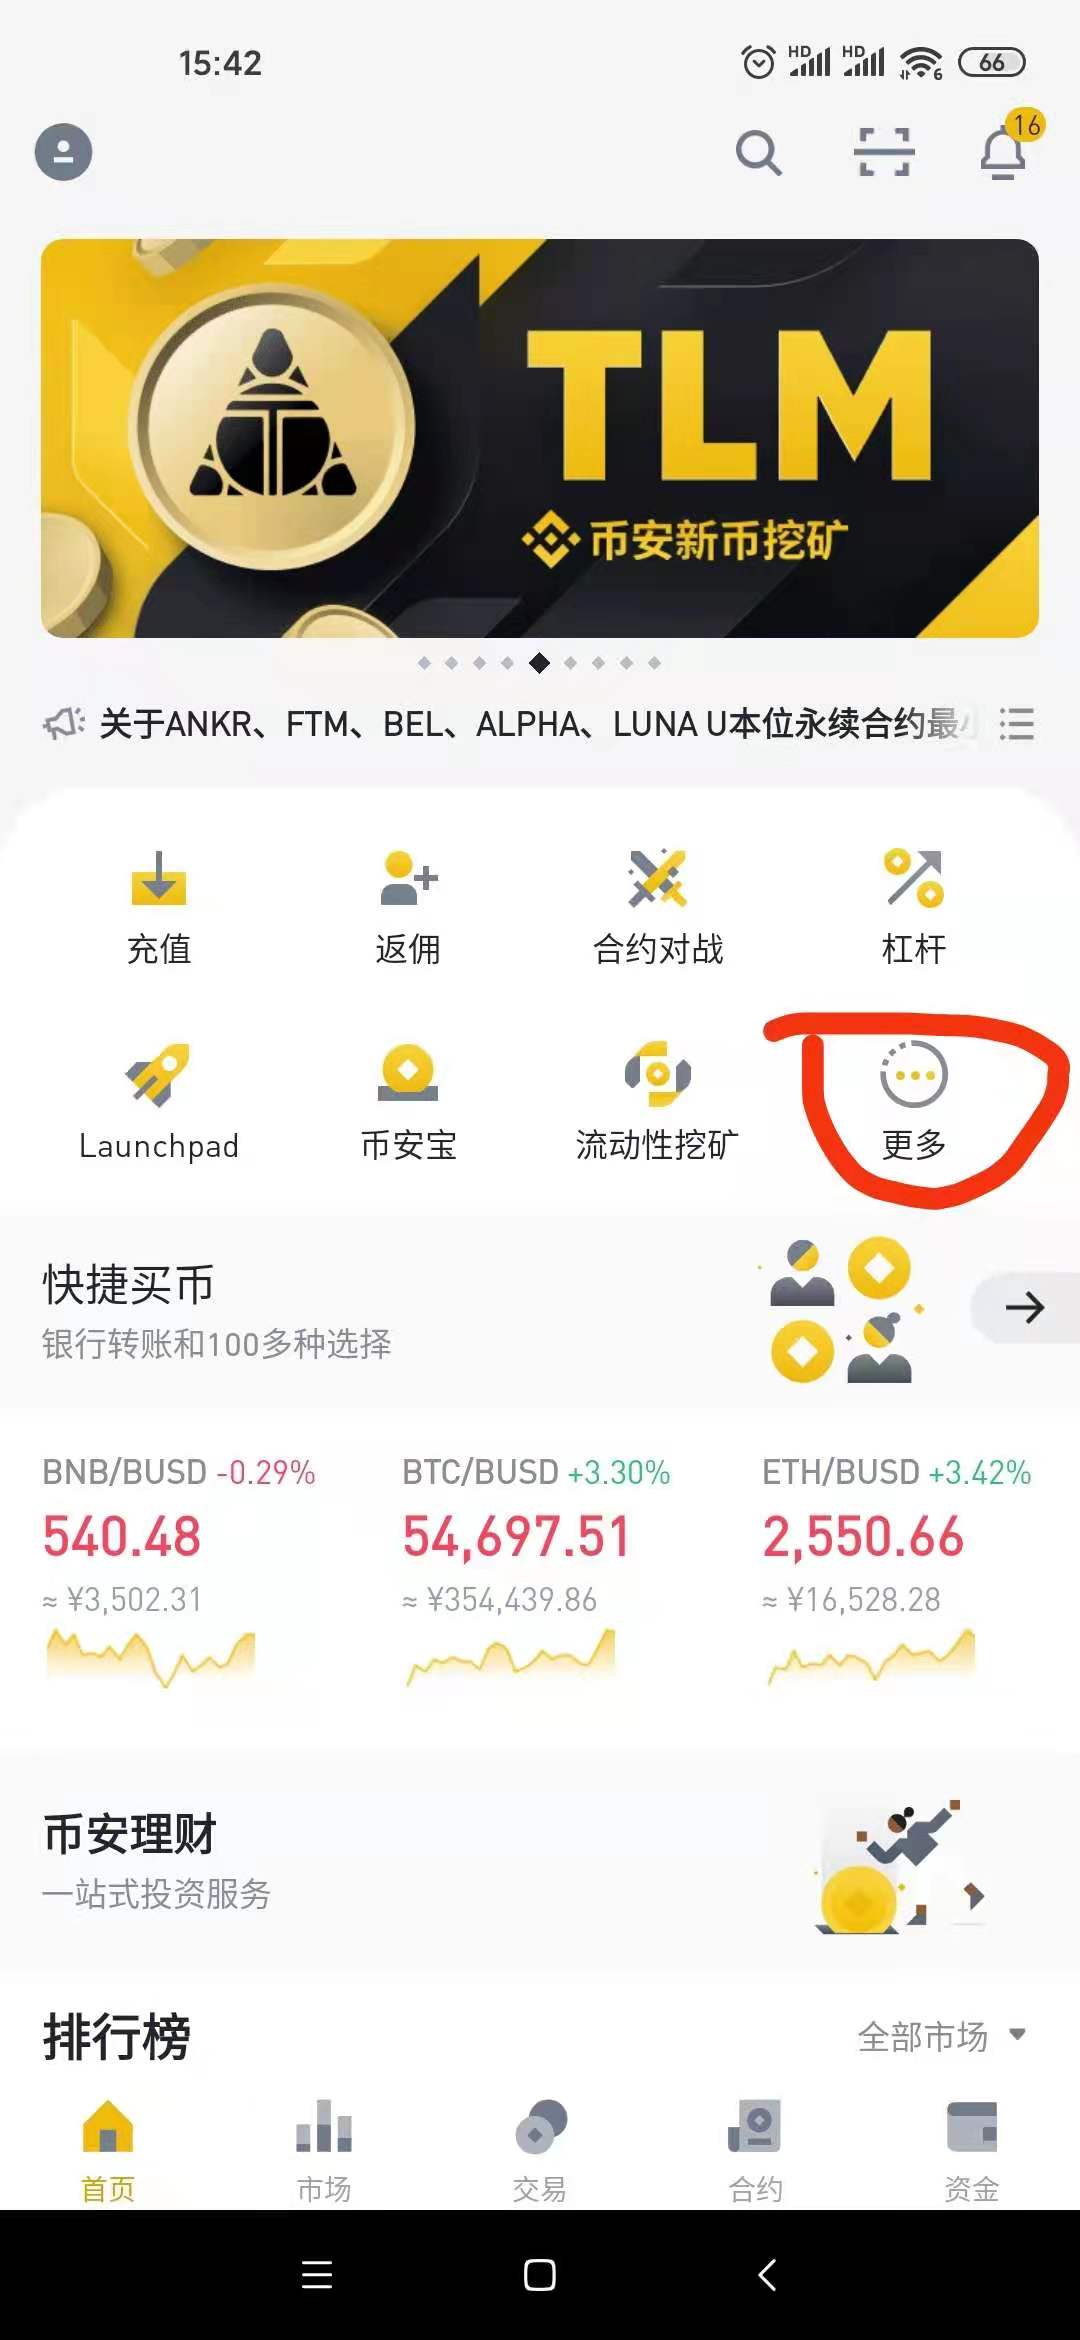 15:42
HD HD 6 66
16
TLM
币安新币挖矿
关于ANKR、FTM、BEL、ALPHA、LUNA U本位永续合约最小
充值 返佣 合约对战 杠杆
Launchpad 币安宝 流动性挖矿 更多
快捷买币
银行转账和100多种选择
BNB/BUSD -0.29% BTC/BUSD +3.30% ETH/BUSD +3.42%
540.48 54,697.51 2,550.66
≈ ¥3,502.31 ≈ ¥354,439.86 ≈ ¥16,528.28
币安理财
一站式投资服务
排行榜 全部市场
首页 市场 交易 合约 资金